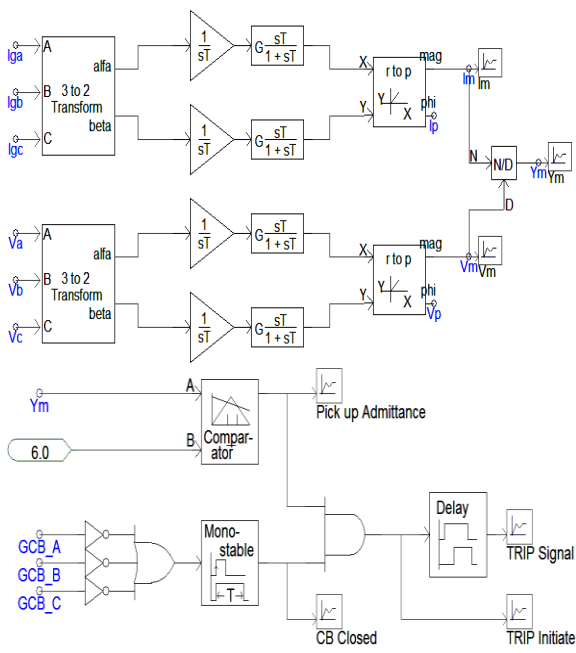 Iga
Igb
Igc
A
B
C
3 to 2
Transform
alfa
beta
1
sT
G
sT
1 + sT
1
sT
G
sT
1 + sT
X
Y
r to p
Y
X
mag
phi
Im
Im
Ip
N
N/D
D
Ym
Ym
Va
Vb
Vc
A
B
C
3 to 2
Transform
alfa
beta
1
sT
G
sT
1 + sT
1
sT
G
sT
1 + sT
X
Y
r to p
Y
X
mag
phi
Vm
Vm
Vp
Ym
6.0
A
B
Compar-
ator
Pick up Admittance
GCB_A
GCB_B
GCB_C
Mono-
stable
T
CB Closed
Delay
TRIP Signal
TRIP Initiate